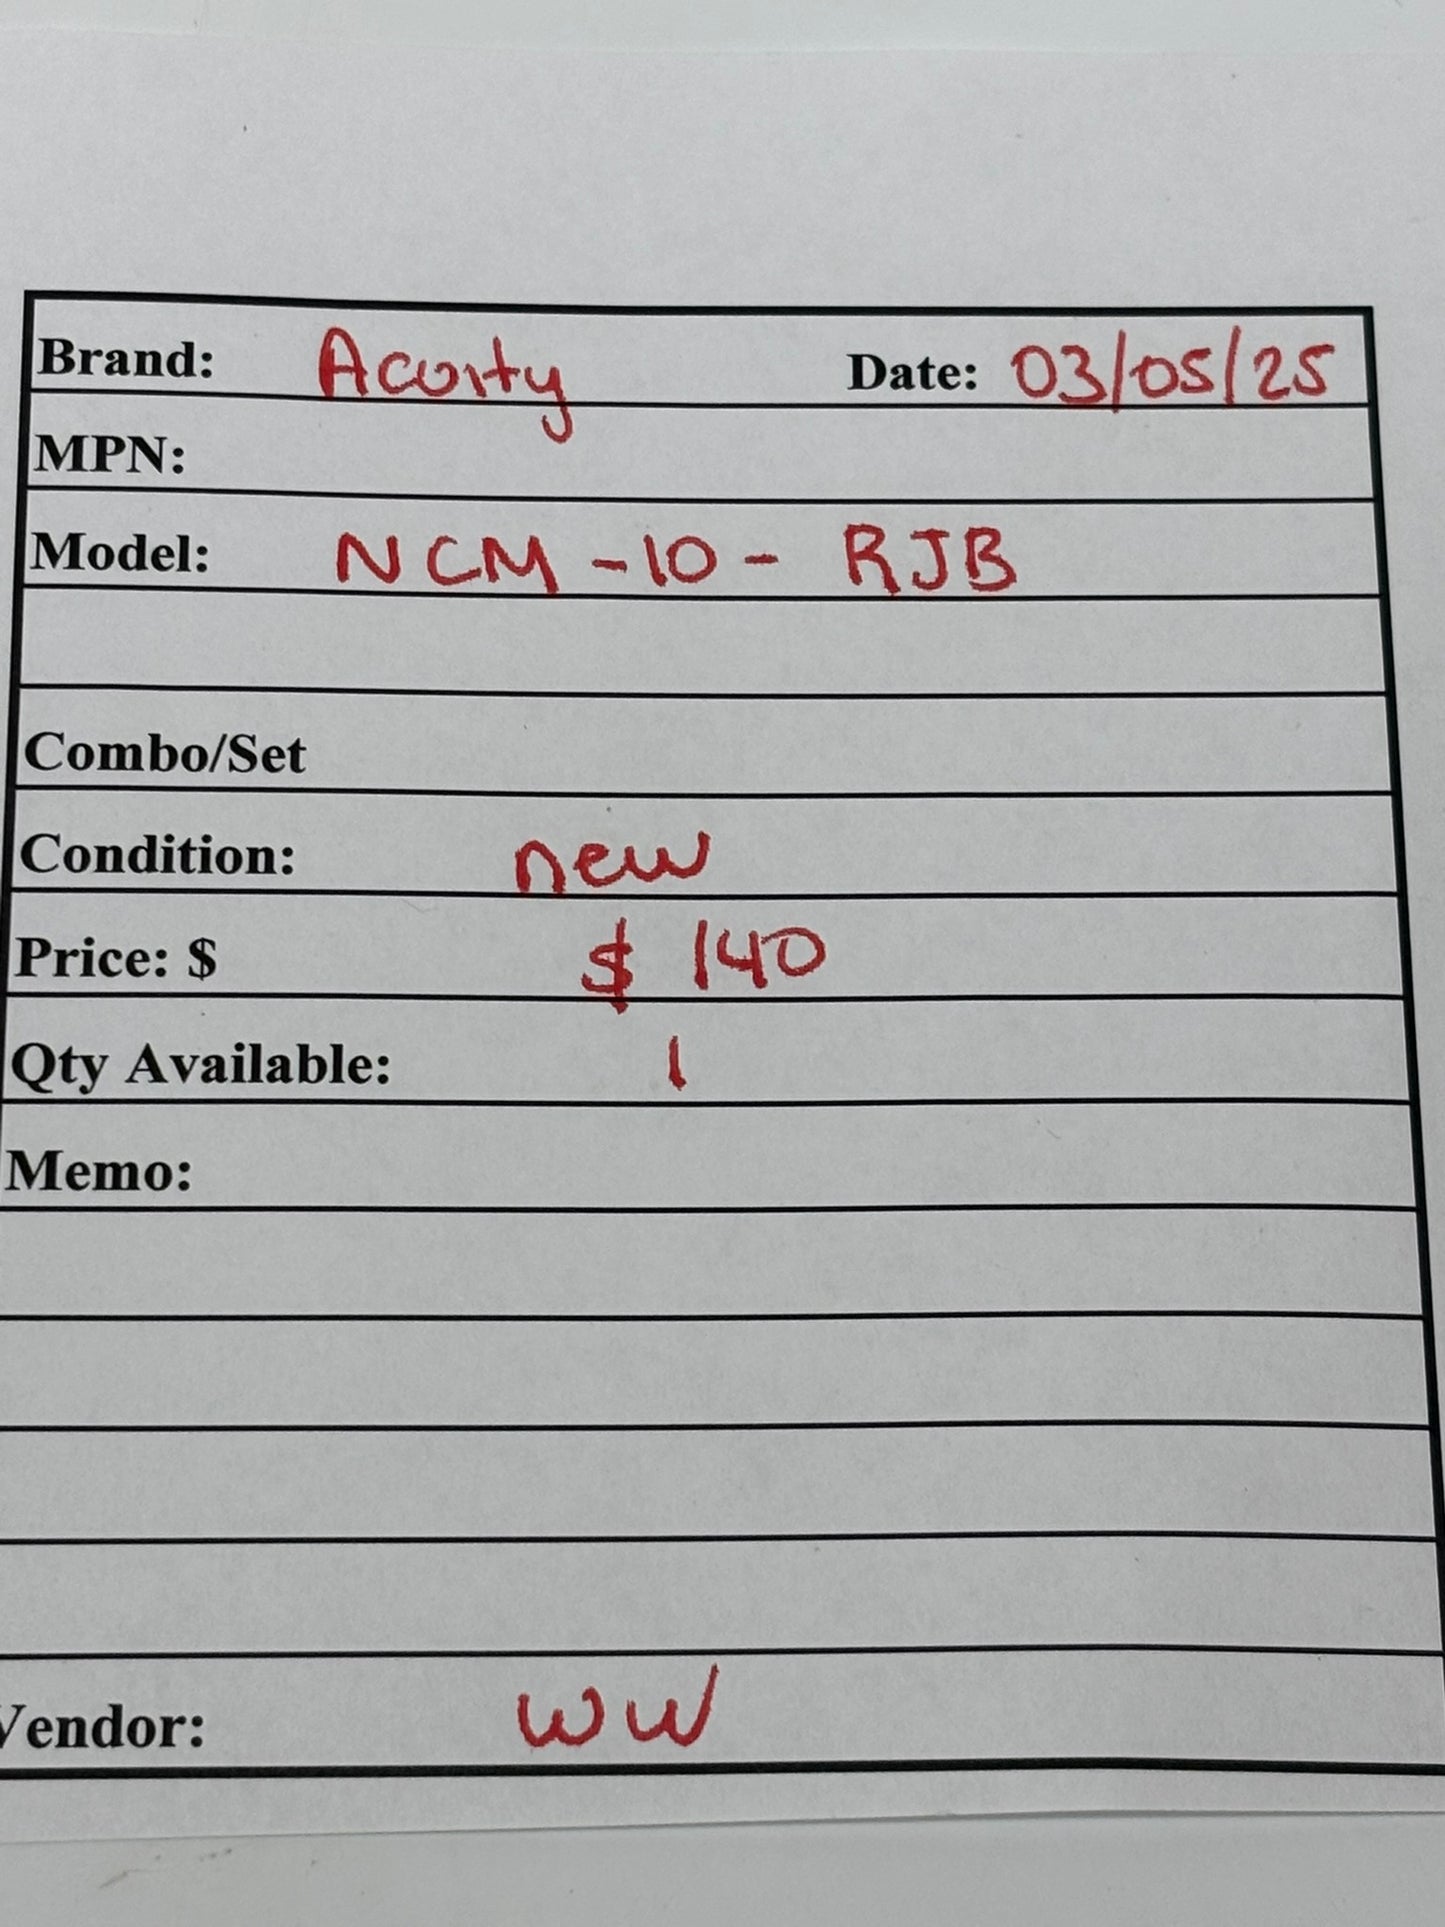 Brand: Acuity Date: 03/05/25
MPN:
Model: NCM-10-RJB
Combo/Set
Condition: new
Price: $ $ 140
Qty Available: 1
Memo:
Vendor: WW